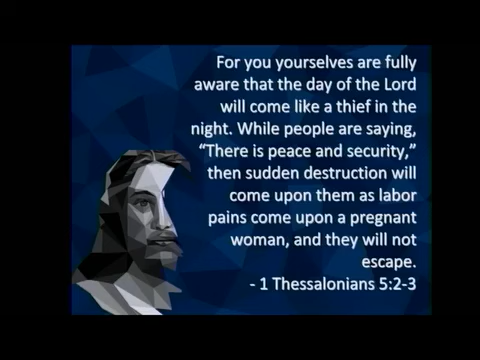 For you yourselves are fully
aware that the day of the Lord
will come like a thief in the
night. While people are saying,
“There is peace and security,”
then sudden destruction will
come upon them as labor
pains come upon a pregnant
woman, and they will not
escape.
- 1 Thessalonians 5:2-3